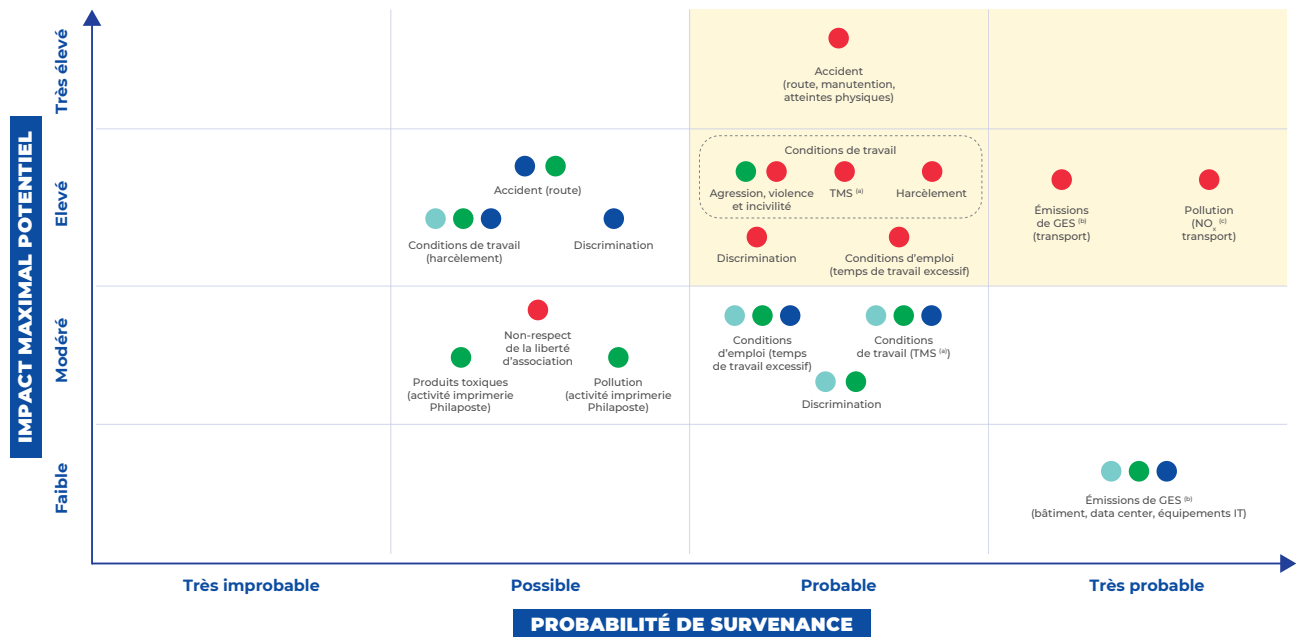 IMPACT MAXIMAL POTENTIEL
Très élevé
Accident
(route, manutention,
atteintes physiques)
Elevé
Accident (route)
Conditions de travail
(harcèlement)
Discrimination
Conditions de travail
Agression, violence
et incivilité
TMS (a)
Harcèlement
Discrimination
Conditions d'emploi
(temps de travail excessif)
Émissions
de GES (b)
(transport)
Pollution
(NOx (c)
transport)
Modéré
Non-respect
de la liberté
d'association
Produits toxiques
(activité imprimerie
Philaposte)
Pollution
(activité imprimerie
Philaposte)
Conditions
d'emploi (temps
de travail excessif)
Conditions
de travail (TMS (a))
Discrimination
Faible
Émissions de GES (b)
(bâtiment, data center, équipements IT)
Très improbable
Possible
Probable
Très probable
PROBABILITÉ DE SURVENANCE